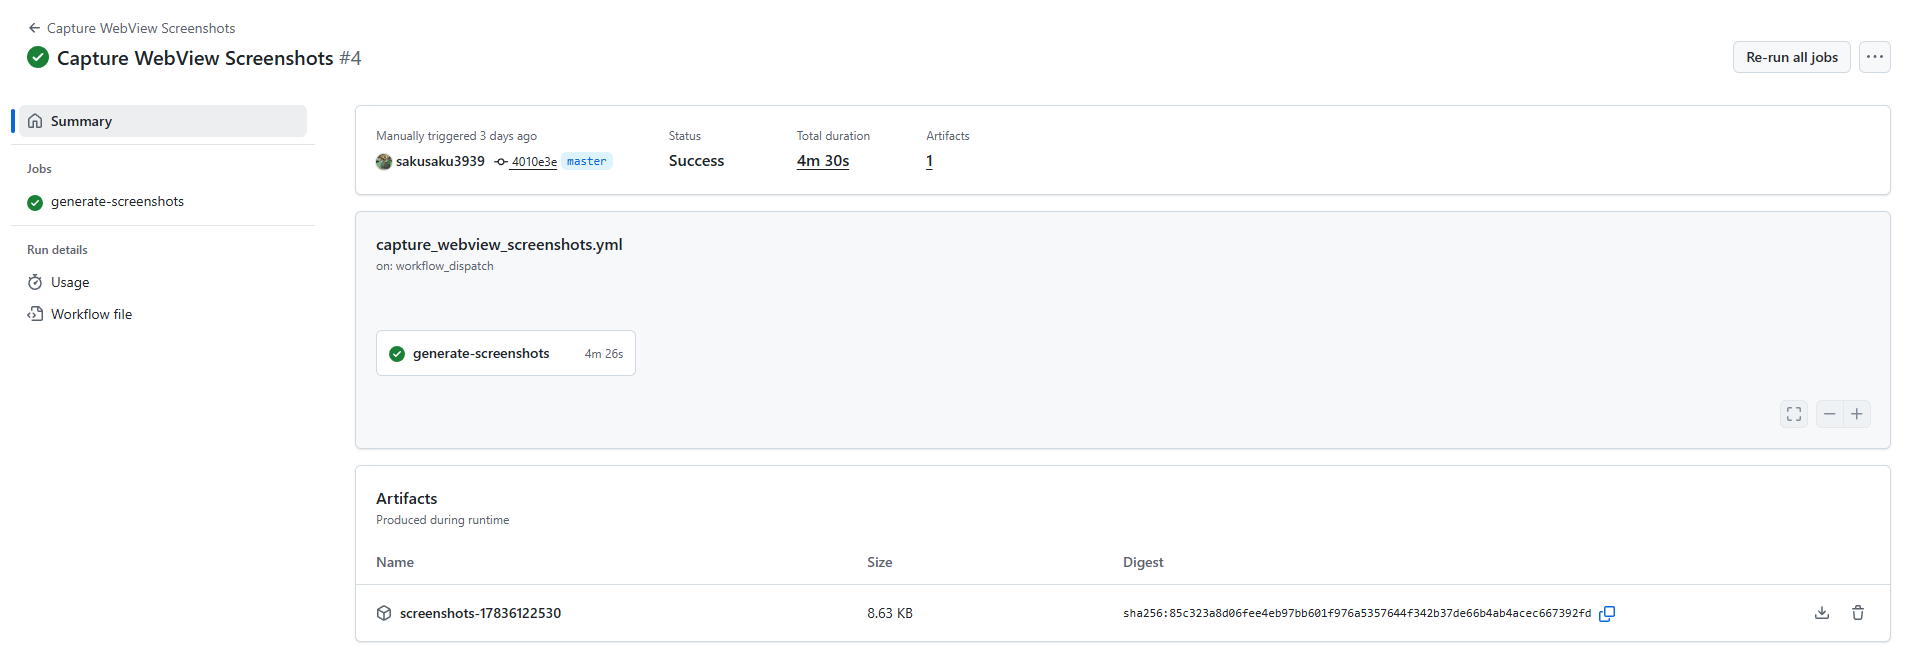 Capture WebView Screenshots
Capture WebView Screenshots #4
Re-run all jobs
Summary
Jobs
generate-screenshots
Run details
Usage
Workflow file
Manually triggered 3 days ago
sakusaku3939 4010e3e master
Status
Success
Total duration
4m 30s
Artifacts
1
capture_webview_screenshots.yml
on: workflow_dispatch
generate-screenshots 4m 26s
Artifacts
Produced during runtime
Name Size Digest
screenshots-17836122530 8.63 KB sha256:85c323a8d06fee4eb97bb601f976a5357644f342b37de66b4ab4acec667392fd